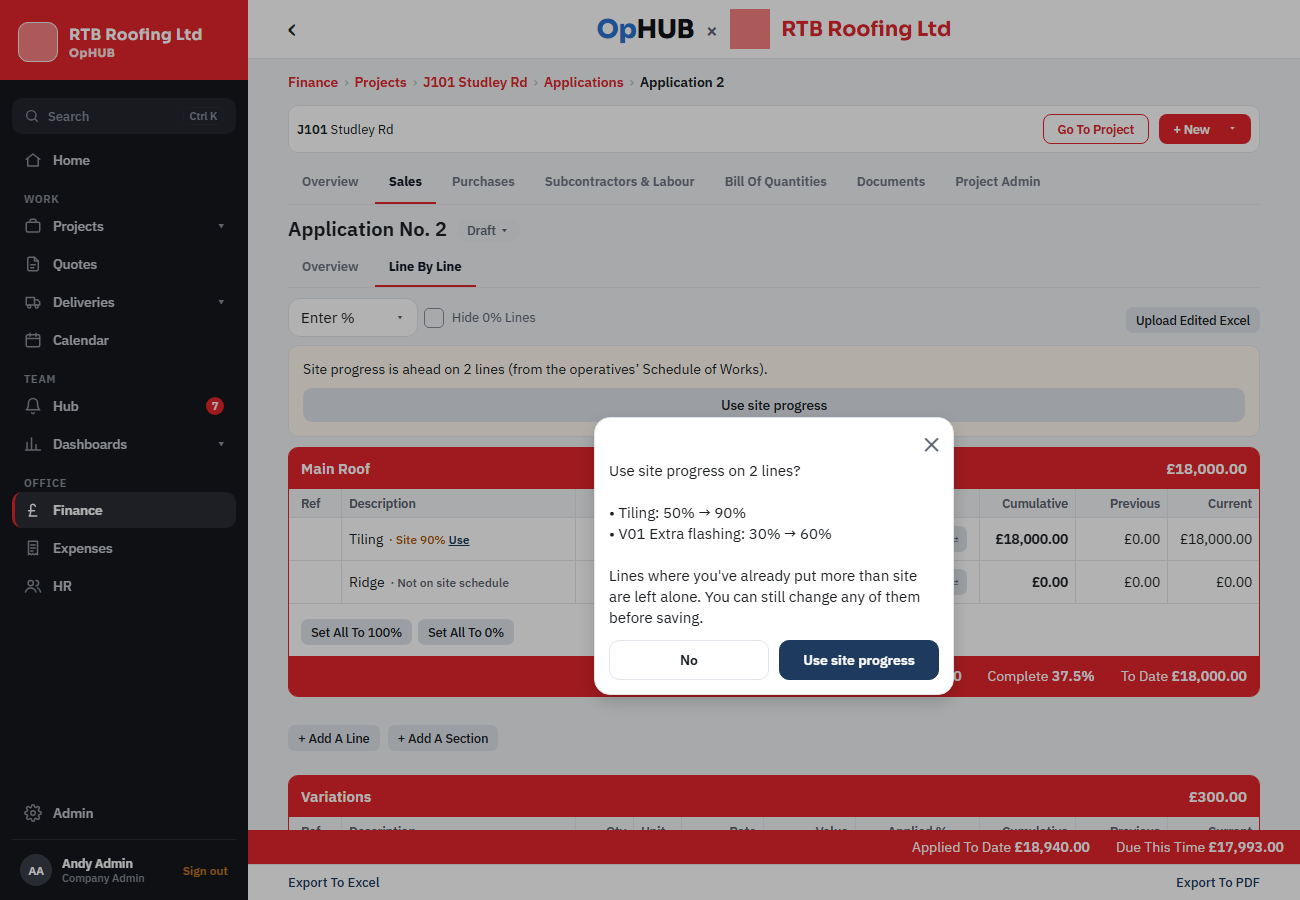 RTB Roofing Ltd
OpHUB
Search
Ctrl K
Home
WORK
Projects
Quotes
Deliveries
Calendar
TEAM
Hub
7
Dashboards
OFFICE
Finance
Expenses
HR
Admin
AA
Andy Admin
Company Admin
Sign out
OpHUB × RTB Roofing Ltd
Finance › Projects › J101 Studley Rd › Applications › Application 2
J101 Studley Rd
Go To Project
+ New
Overview Sales Purchases Subcontractors & Labour Bill Of Quantities Documents Project Admin
Application No. 2 Draft
Overview Line By Line
Enter %
Hide 0% Lines
Upload Edited Excel
Site progress is ahead on 2 lines (from the operatives’ Schedule of Works).
Use site progress
Main Roof £18,000.00
Ref Description Cumulative Previous Current
Tiling · Site 90% Use £18,000.00 £0.00 £18,000.00
Ridge · Not on site schedule £0.00 £0.00 £0.00
Set All To 100% Set All To 0%
Complete 37.5% To Date £18,000.00
Use site progress on 2 lines?
• Tiling: 50% → 90%
• V01 Extra flashing: 30% → 60%
Lines where you've already put more than site
are left alone. You can still change any of them
before saving.
No
Use site progress
+ Add A Line + Add A Section
Variations £300.00
Ref Description Qty Unit Rate Value Applied % Cumulative Previous Current
Applied To Date £18,940.00 Due This Time £17,993.00
Export To Excel
Export To PDF